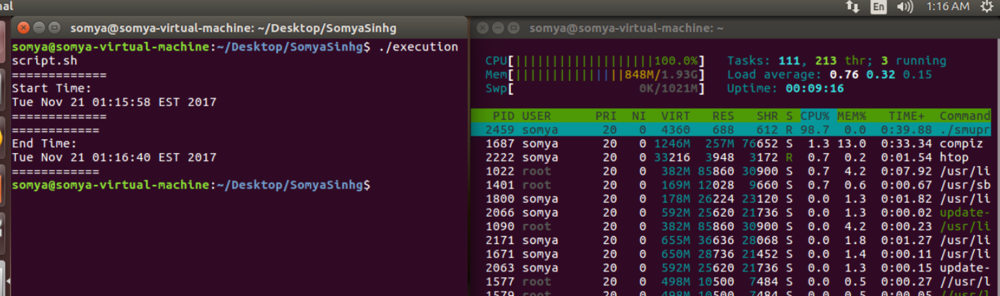 nal
En 1:16 AM
somya@somya-virtual-machine: ~/Desktop/SomyaSinhg
somya@somya-virtual-machine:~/Desktop/SomyaSinhg$ ./execution
script.sh
=============
Start Time:
Tue Nov 21 01:15:58 EST 2017
=============
============
End Time:
Tue Nov 21 01:16:40 EST 2017
============
somya@somya-virtual-machine:~/Desktop/SomyaSinhg$
somya@somya-virtual-machine: ~
CPU[|||||||||||||||||||100.0%] Tasks: 111, 213 thr; 3 running
Mem[|||||||||||||||848M/1.93G] Load average: 0.76 0.32 0.15
Swp[ 0K/1021M] Uptime: 00:09:16
PID USER PRI NI VIRT RES SHR S CPU% MEM% TIME+ Command
2459 somya 20 0 4360 688 612 R 98.7 0.0 0:39.88 ./smupr
1687 somya 20 0 1246M 257M 76652 S 1.3 13.0 0:33.34 compiz
2222 somya 20 0 33216 3948 3172 R 0.7 0.2 0:01.54 htop
1022 root 20 0 382M 85860 30900 S 0.7 4.2 0:07.92 /usr/li
1401 root 20 0 169M 12028 9660 S 0.7 0.6 0:00.67 /usr/sb
1800 somya 20 0 178M 26224 23120 S 0.0 1.3 0:01.82 /usr/li
2066 somya 20 0 592M 25620 21736 S 0.0 1.3 0:00.02 update-
1090 root 20 0 382M 85860 30900 S 0.0 4.2 0:00.23 /usr/li
2171 somya 20 0 655M 36636 28068 S 0.0 1.8 0:01.27 /usr/li
1671 somya 20 0 650M 28736 21452 S 0.0 1.4 0:00.11 /usr/li
2063 somya 20 0 592M 25620 21736 S 0.0 1.3 0:00.15 update-
1577 root 20 0 498M 10500 7484 S 0.0 0.5 0:00.27 //usr/l
1579 root 20 0 498M 10500 7484 S 0.0 0.5 0:00.05 //usr/l